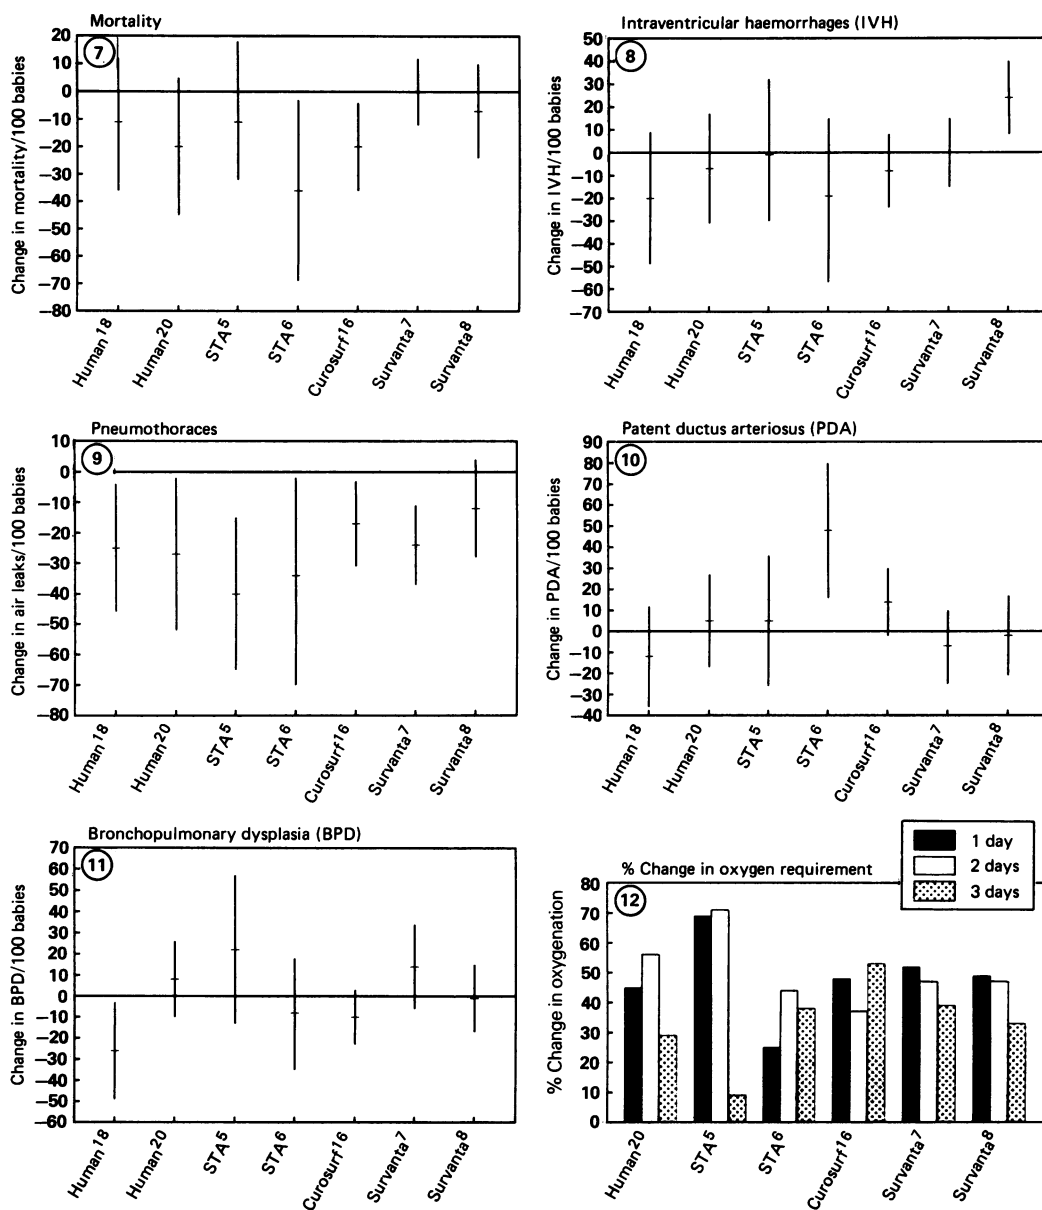 Mortality
7
Change in mortality/100 babies
20
10
0
−10
−20
−30
−40
−50
−60
−70
−80
Human 18
Human 20
STA 5
STA 6
Curosurf 16
Survanta 7
Survanta 8
Intraventricular haemorrhages (IVH)
8
Change in IVH/100 babies
50
40
30
20
10
0
−10
−20
−30
−40
−50
−60
−70
Human 18
Human 20
STA 5
STA 6
Curosurf 16
Survanta 7
Survanta 8
Pneumothoraces
9
Change in air leaks/100 babies
10
0
−10
−20
−30
−40
−50
−60
−70
−80
Human 18
Human 20
STA 5
STA 6
Curosurf 16
Survanta 7
Survanta 8
Patent ductus arteriosus (PDA)
10
Change in PDA/100 babies
90
80
70
60
50
40
30
20
10
0
−10
−20
−30
−40
Human 18
Human 20
STA 5
STA 6
Curosurf 16
Survanta 7
Survanta 8
Bronchopulmonary dysplasia (BPD)
11
Change in BPD/100 babies
70
60
50
40
30
20
10
0
−10
−20
−30
−40
−50
−60
Human 18
Human 20
STA 5
STA 6
Curosurf 16
Survanta 7
Survanta 8
% Change in oxygen requirement
1 day
2 days
3 days
12
% Change in oxygenation
80
70
60
50
40
30
20
10
0
Human 20
STA 5
STA 6
Curosurf 16
Survanta 7
Survanta 8